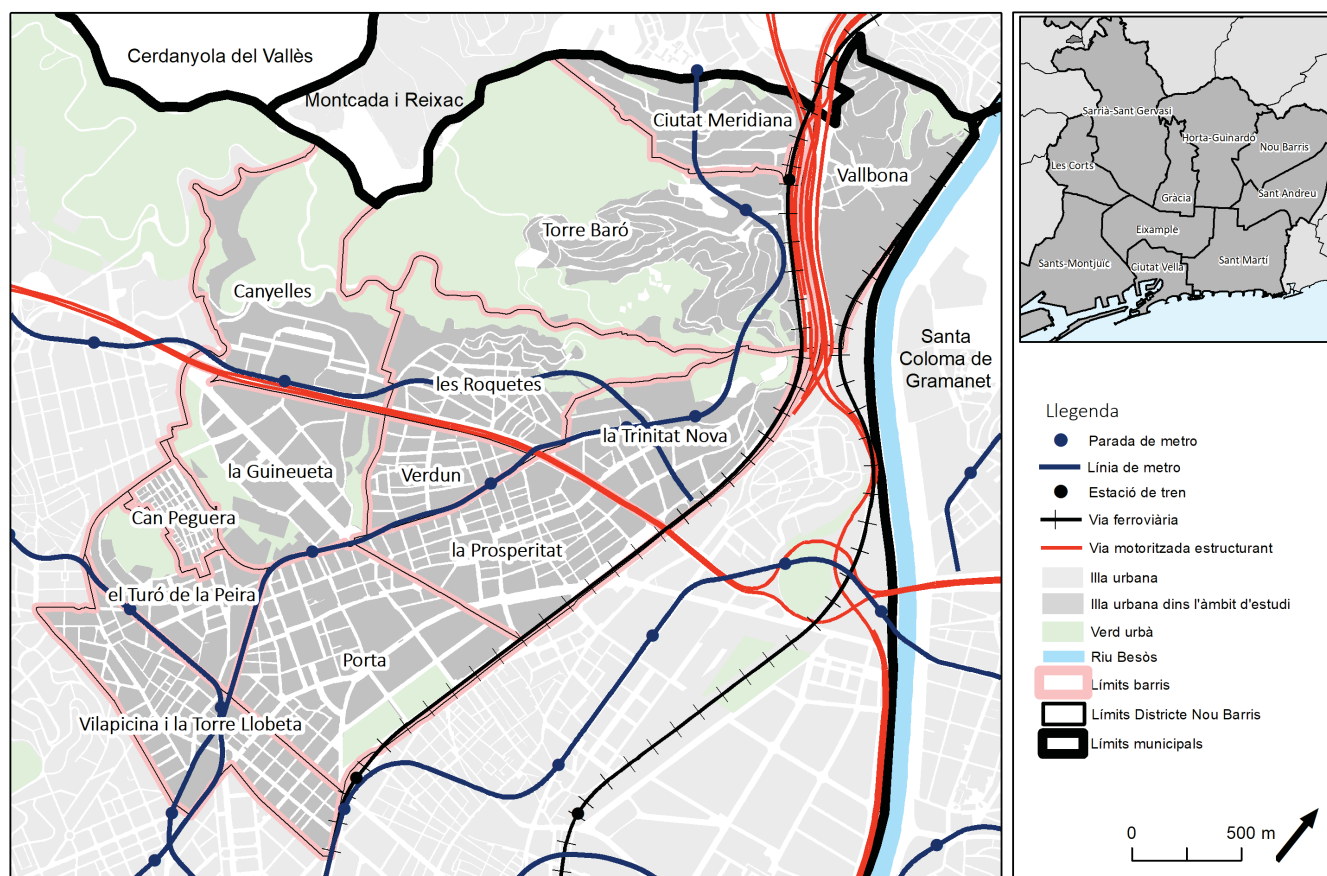 Cerdanyola del Vallès
Montcada i Reixac
Ciutat Meridiana
Vallbona
Torre Baró
Canyelles
Santa
Coloma de
Gramanet
les Roquetes
la Trinitat Nova
la Guineueta
Verdun
Can Peguera
la Prosperitat
el Turó de la Peira
Porta
Vilapicina i la Torre Llobeta
Sarrià-Sant Gervasi
Horta-Guinardó
Nou Barris
Les Corts
Gràcia
Sant Andreu
Eixample
Sants-Montjuïc
Ciutat Vella
Sant Martí
Llegenda
Parada de metro
Línia de metro
Estació de tren
Via ferroviària
Via motoritzada estructurant
Illa urbana
Illa urbana dins l'àmbit d'estudi
Verd urbà
Riu Besòs
Límits barris
Límits Districte Nou Barris
Límits municipals
0 500 m